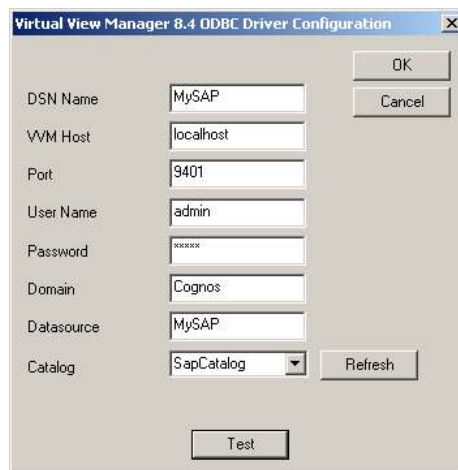 Virtual View Manager 8.4 ODBC Driver Configuration
OK
DSN Name MySAP
Cancel
VVM Host localhost
Port 9401
User Name admin
Password xxxxx
Domain Cognos
Datasource MySAP
Catalog SapCatalog Refresh
Test